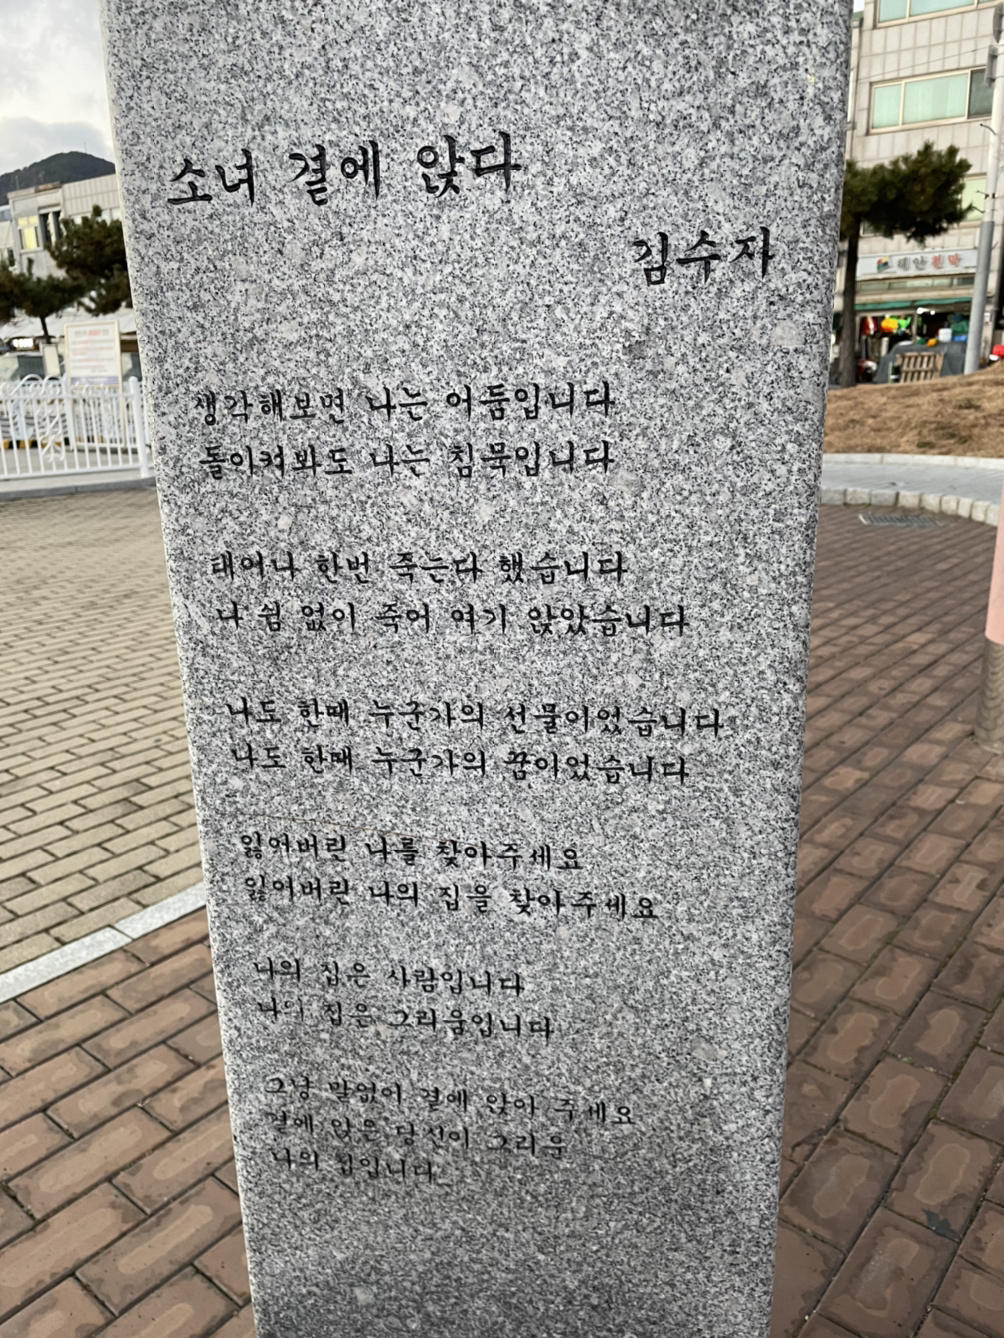 소녀 곁에 앉다
김수자
생각해보면 나는 어둠입니다
돌이켜봐도 나는 침묵입니다
태어나 한번 죽는다 했습니다
나 쉼 없이 죽어 여기 앉았습니다
나도 한때 누군가의 선물이었습니다
나도 한때 누군가의 꿈이었습니다
잃어버린 나를 찾아주세요
잃어버린 나의 집을 찾아주세요
나의 집은 사람입니다
나의 집은 그리움입니다
그냥 말없이 곁에 앉아 주세요
곁에 앉은 당신이 그리운
나의 집입니다